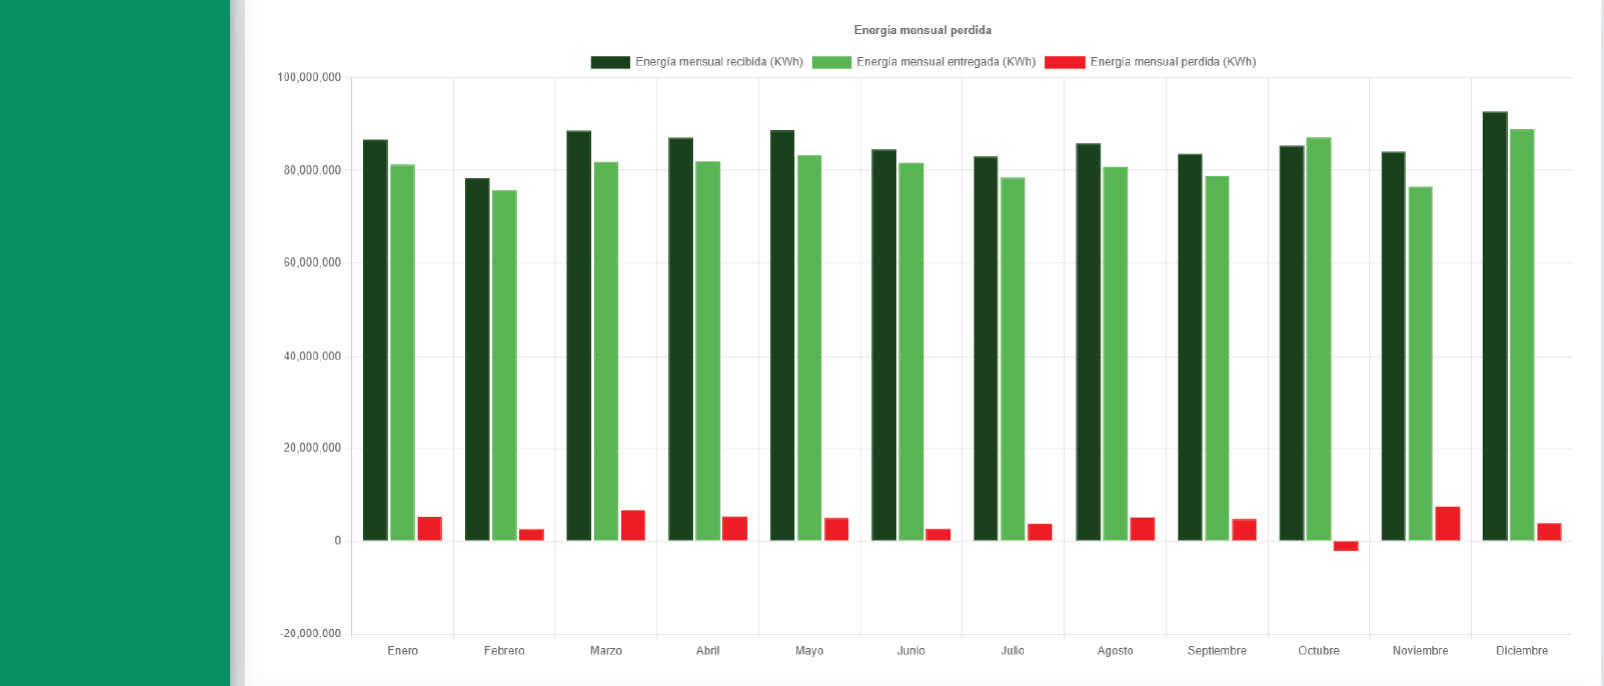 Energía mensual perdida
Energía mensual recibida (KWh) Energía mensual entregada (KWh) Energía mensual perdida (KWh)
100,000,000
80,000,000
60,000,000
40,000,000
20,000,000
0
-20,000,000
Enero Febrero Marzo Abril Mayo Junio Julio Agosto Septiembre Octubre Noviembre Diciembre